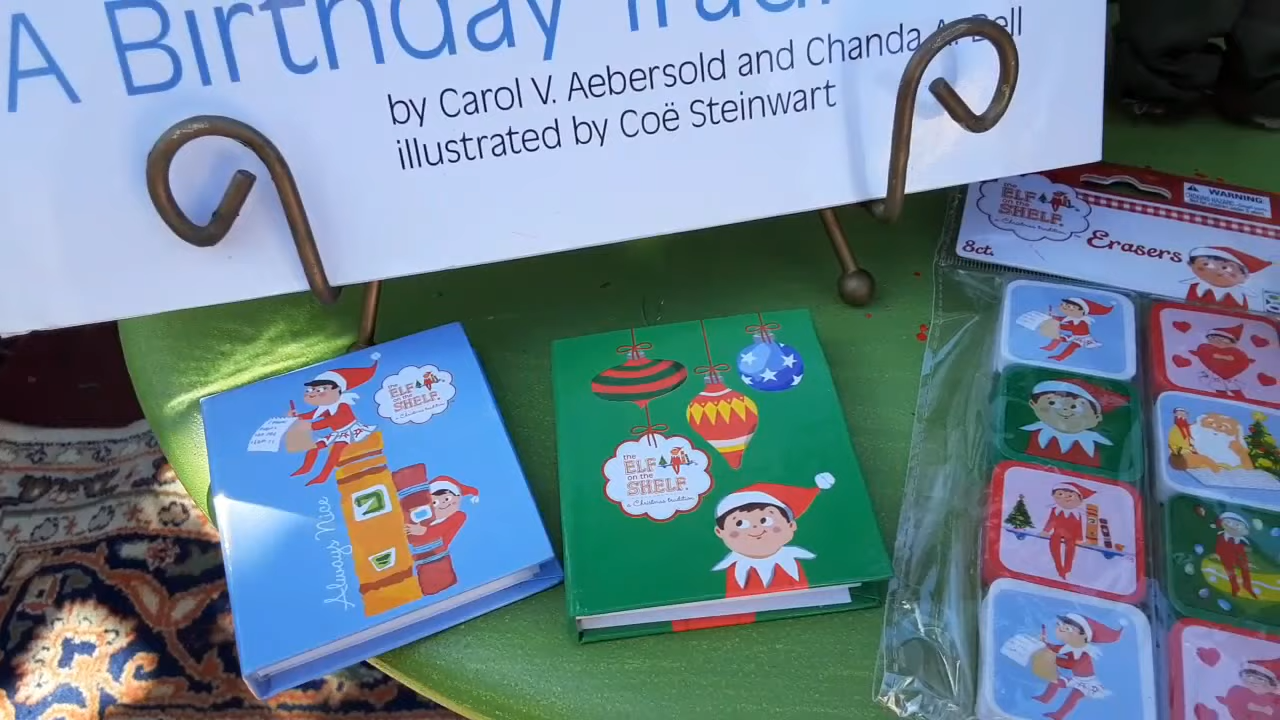 A Birthday
by Carol V. Aebersold and Chanda A. Bell
illustrated by Coë Steinwart
the
ELF
on the
SHELF
8ct.
Erasers
WARNING
the
ELF
on the
SHELF
a Christmas tradition
Always Nice
the
ELF
on the
SHELF
a Christmas tradition